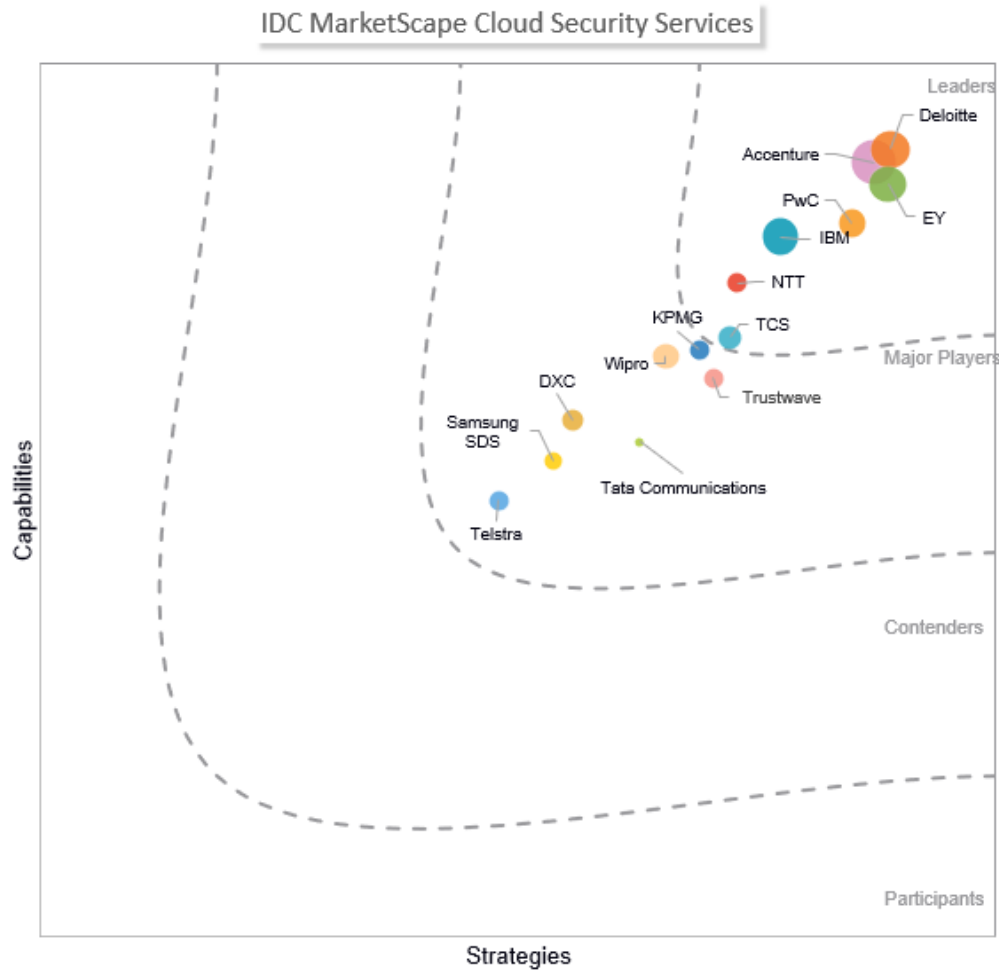 IDC MarketScape Cloud Security Services
Leaders
Deloitte
Accenture
PwC
EY
IBM
NTT
KPMG
TCS
Major Players
Wipro
DXC
Trustwave
Samsung
SDS
Tata Communications
Telstra
Capabilities
Contenders
Participants
Strategies